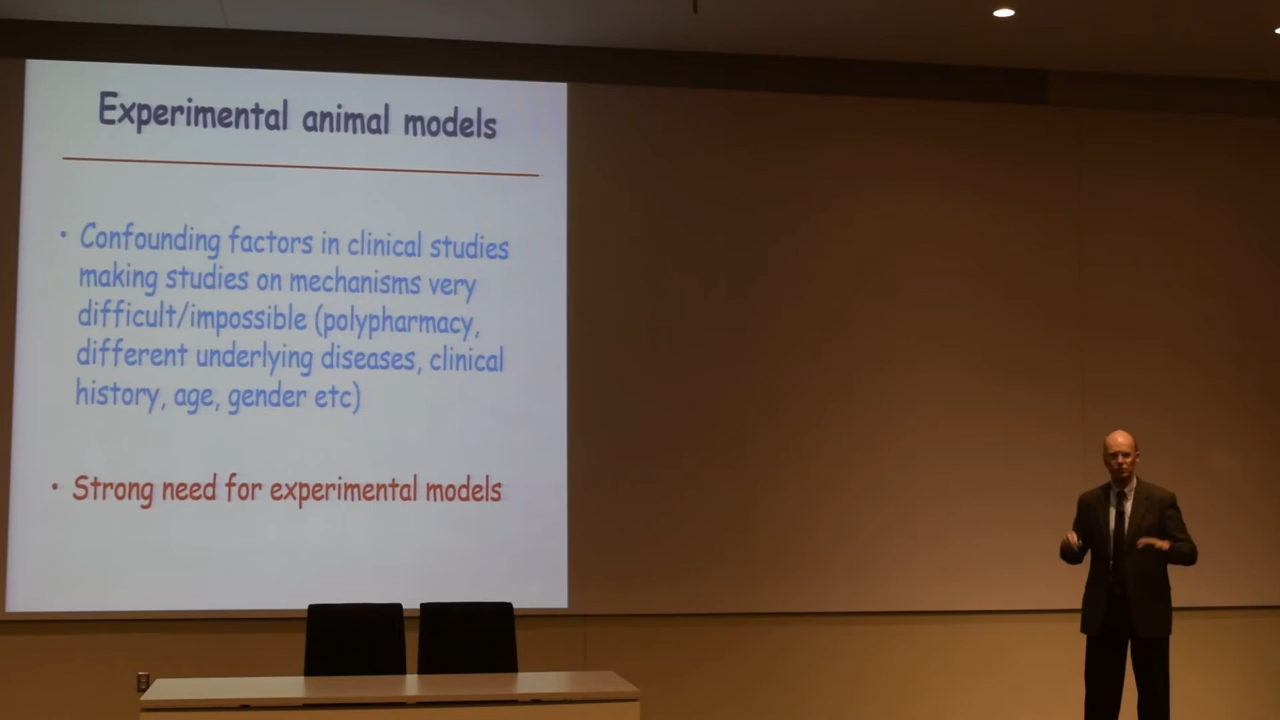 Experimental animal models
• Confounding factors in clinical studies
making studies on mechanisms very
difficult/impossible (polypharmacy,
different underlying diseases, clinical
history, age, gender etc)
• Strong need for experimental models